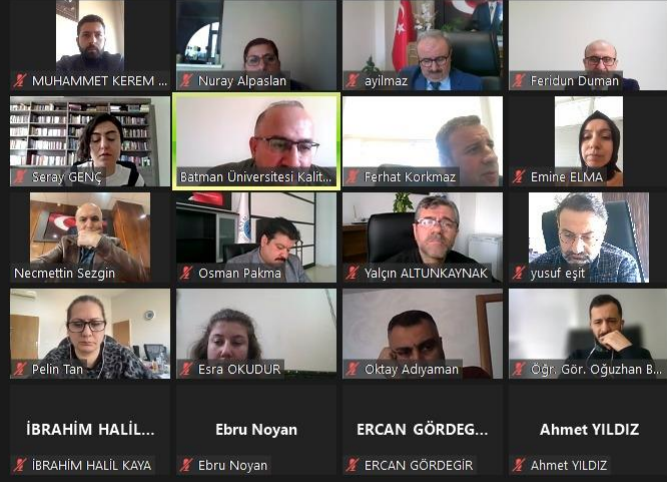 MUHAMMET KEREM ...
Nuray Alpaslan
ayilmaz
Feridun Duman
Seray GENÇ
Batman Üniversitesi Kalit...
Ferhat Korkmaz
Emine ELMA
Necmettin Sezgin
Osman Pakma
Yalçın ALTUNKAYNAK
yusuf eşit
Pelin Tan
Esra OKUDUR
Oktay Adıyaman
Öğr. Gör. Oğuzhan B...
İBRAHİM HALİL...
Ebru Noyan
ERCAN GÖRDEG...
Ahmet YILDIZ
İBRAHİM HALİL KAYA
Ebru Noyan
ERCAN GÖRDEGİR
Ahmet YILDIZ